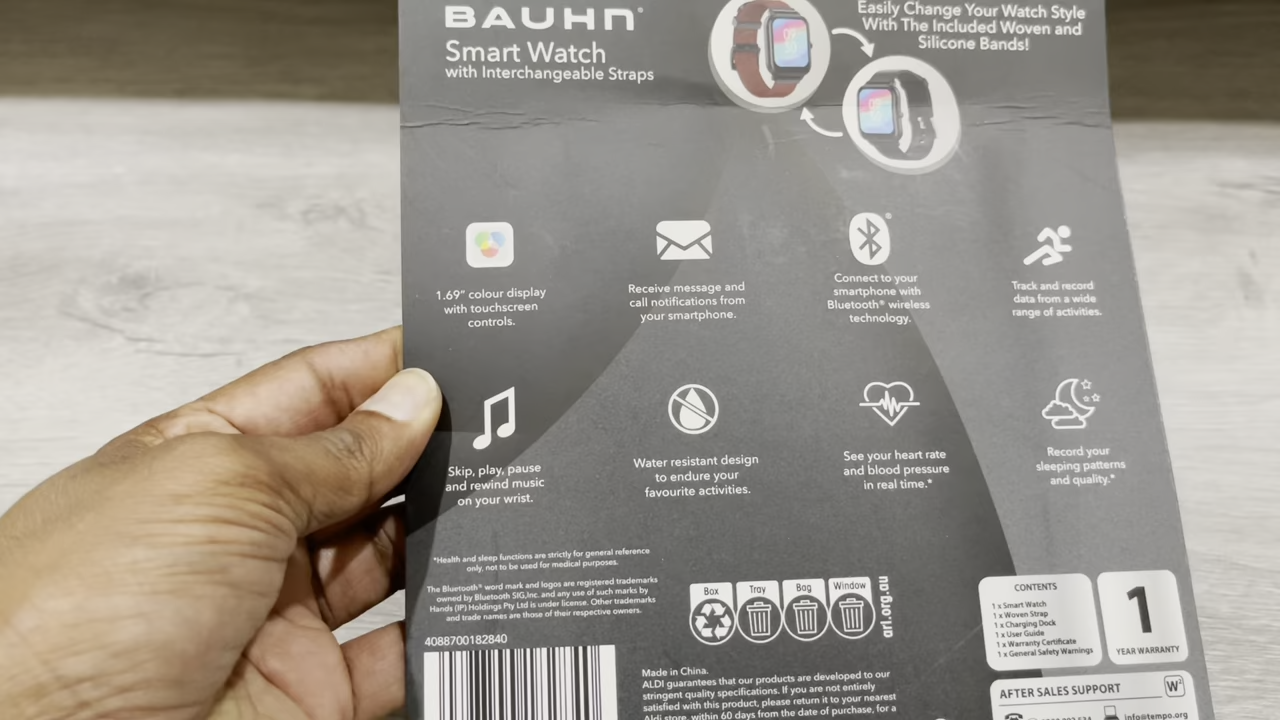 BAUHN®
Smart Watch
with Interchangeable Straps
Easily Change Your Watch Style
With The Included Woven and
Silicone Bands!
1.69” colour display
with touchscreen
controls.
Receive message and
call notifications from
your smartphone.
Connect to your
smartphone with
Bluetooth® wireless
technology.
Track and record
data from a wide
range of activities.
Skip, play, pause
and rewind music
on your wrist.
Water resistant design
to endure your
favourite activities.
See your heart rate
and blood pressure
in real time.*
Record your
sleeping patterns
and quality.*
*Health and sleep functions are strictly for general reference
only, not to be used for medical purposes.
The Bluetooth® word mark and logos are registered trademarks
owned by Bluetooth SIG,Inc. and any use of such marks by
Hands (IP) Holdings Pty Ltd is under license. Other trademarks
and trade names are those of their respective owners.
4088700182840
Box
Tray
Bag
Window
arl.org.au
Made in China.
ALDI guarantees that our products are developed to our
stringent quality specifications. If you are not entirely
satisfied with this product, please return it to your nearest
Aldi store, within 60 days from the date of purchase, for a
CONTENTS
1 x Smart Watch
1 x Woven Strap
1 x Charging Dock
1 x User Guide
1 x Warranty Certificate
1 x General Safety Warnings
1
YEAR WARRANTY
AFTER SALES SUPPORT
W²
info@tempo.org